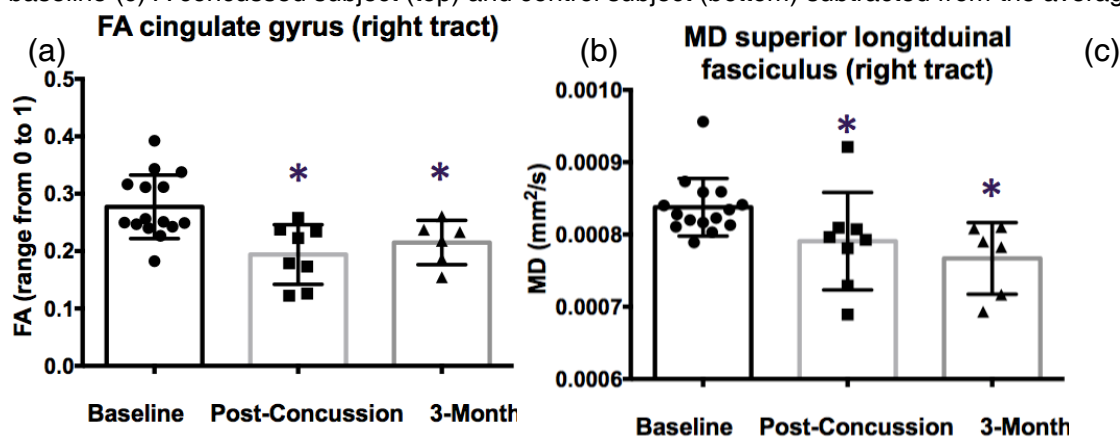 baseline (c) A concussed subject (top) and control subject (bottom) subtracted from the averag
FA cingulate gyrus (right tract)
(a)
FA (range from 0 to 1)
0.5
0.4
0.3
0.2
0.1
0.0
*
*
Baseline Post-Concussion 3-Month
(b)
MD superior longitduinal
fasciculus (right tract)
MD (mm²/s)
0.0010
0.0009
0.0008
0.0007
0.0006
*
*
Baseline Post-Concussion 3-Month
(c)